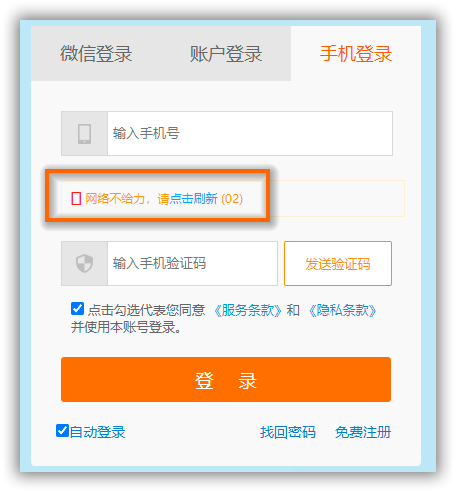 微信登录 账户登录 手机登录
输入手机号
网络不给力，请点击刷新 (02)
输入手机验证码 发送验证码
点击勾选代表您同意 《服务条款》和 《隐私条款》
并使用本账号登录。
登 录
自动登录 找回密码 免费注册